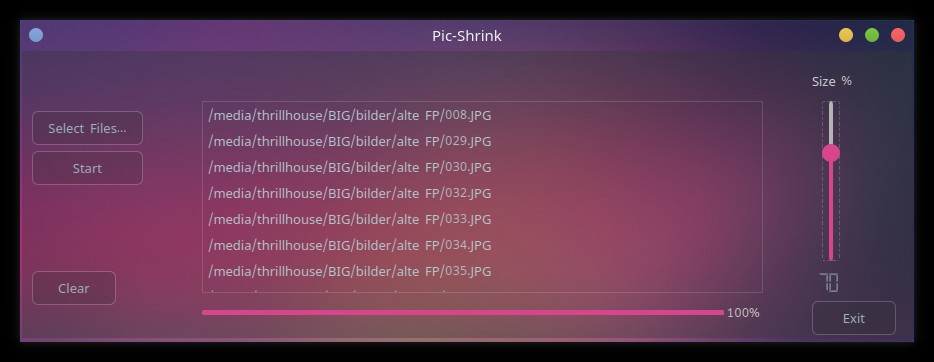 Pic-Shrink
Size %
Select Files...
Start
Clear
/media/thrillhouse/BIG/bilder/alte FP/008.JPG
/media/thrillhouse/BIG/bilder/alte FP/029.JPG
/media/thrillhouse/BIG/bilder/alte FP/030.JPG
/media/thrillhouse/BIG/bilder/alte FP/032.JPG
/media/thrillhouse/BIG/bilder/alte FP/033.JPG
/media/thrillhouse/BIG/bilder/alte FP/034.JPG
/media/thrillhouse/BIG/bilder/alte FP/035.JPG
100%
70
Exit